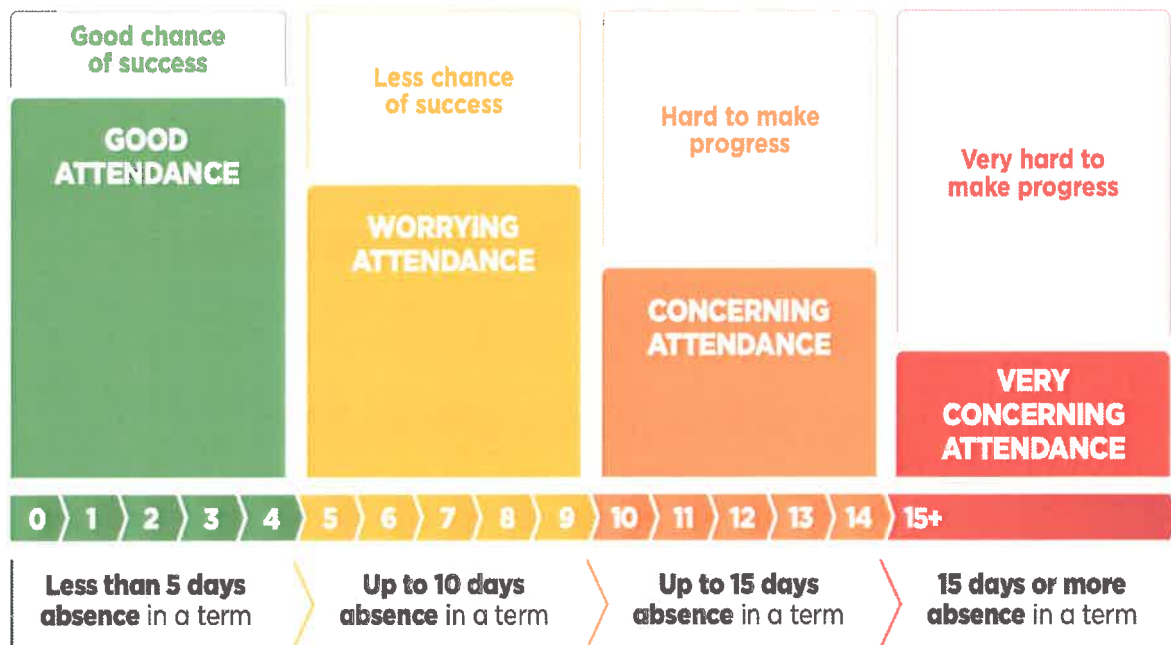 Good chance
of success
GOOD
ATTENDANCE
Less chance
of success
WORRYING
ATTENDANCE
Hard to make
progress
CONCERNING
ATTENDANCE
Very hard to
make progress
VERY
CONCERNING
ATTENDANCE
0 1 2 3 4 5 6 7 8 9 10 11 12 13 14 15+
Less than 5 days
absence in a term
Up to 10 days
absence in a term
Up to 15 days
absence in a term
15 days or more
absence in a term